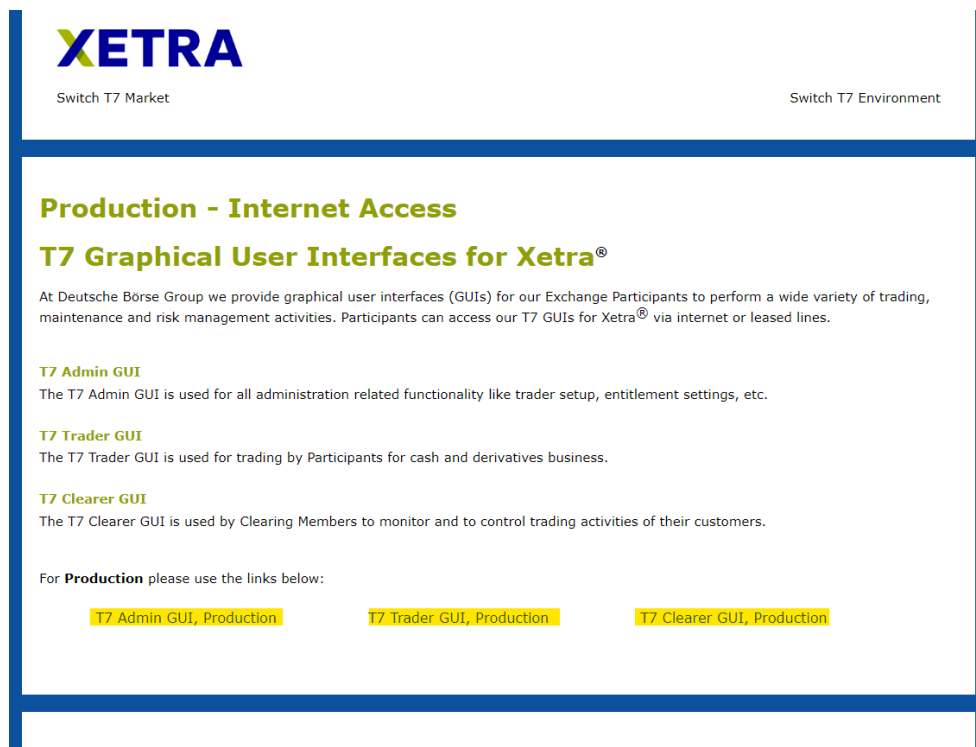 XETRA
Switch T7 Market
Switch T7 Environment
Production - Internet Access
T7 Graphical User Interfaces for Xetra®
At Deutsche Börse Group we provide graphical user interfaces (GUIs) for our Exchange Participants to perform a wide variety of trading,
maintenance and risk management activities. Participants can access our T7 GUIs for Xetra® via internet or leased lines.
T7 Admin GUI
The T7 Admin GUI is used for all administration related functionality like trader setup, entitlement settings, etc.
T7 Trader GUI
The T7 Trader GUI is used for trading by Participants for cash and derivatives business.
T7 Clearer GUI
The T7 Clearer GUI is used by Clearing Members to monitor and to control trading activities of their customers.
For Production please use the links below:
T7 Admin GUI, Production
T7 Trader GUI, Production
T7 Clearer GUI, Production